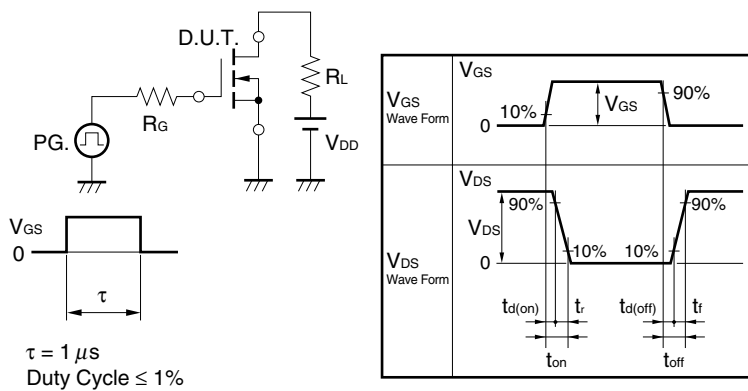 D.U.T.
RL
RG
PG.
VDD
VGS
0
τ
τ = 1 μs
Duty Cycle ≤ 1%
VGS
Wave Form
VGS
10%
0
VGS
90%
VDS
Wave Form
VDS
90%
VDS
0
10%
10%
90%
td(on)
tr
td(off)
tf
ton
toff